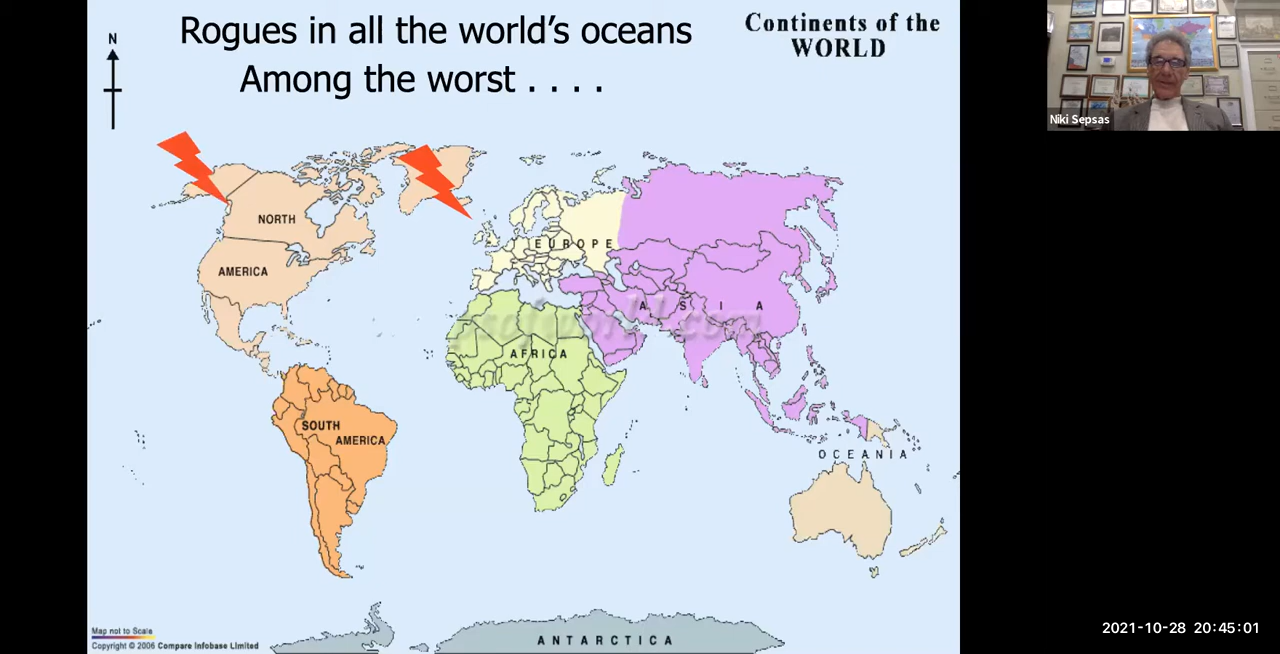 Rogues in all the world's oceans
Among the worst . . . .
Continents of the
WORLD
N
Niki Sepsas
NORTH
AMERICA
EUROPE
ASIA
AFRICA
SOUTH
AMERICA
OCEANIA
ANTARCTICA
Map not to Scale
Copyright © 2006 Compare Infobase Limited
2021-10-28 20:45:01